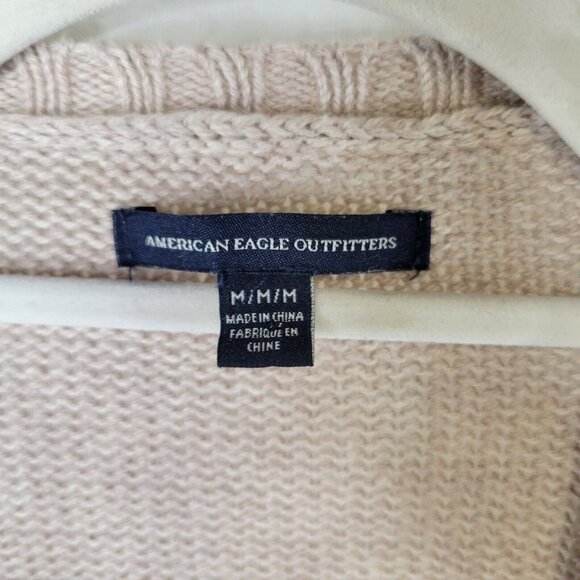 AMERICAN EAGLE OUTFITTERS
M/M/M
MADE IN CHINA
FABRIQUE EN
CHINE